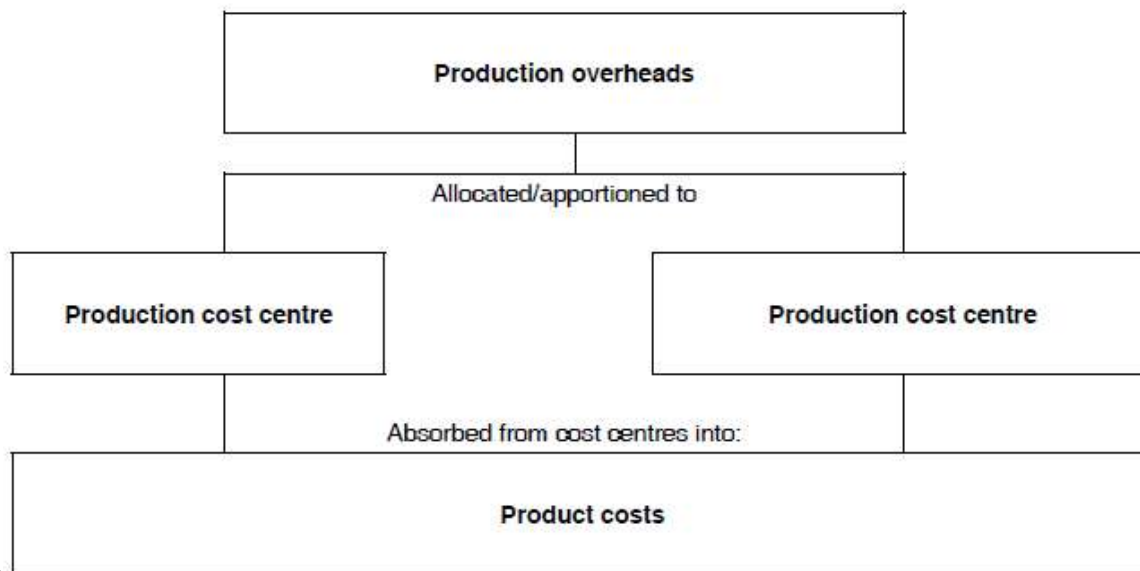 Production overheads
Allocated/apportioned to
Production cost centre
Production cost centre
Absorbed from cost centres into:
Product costs